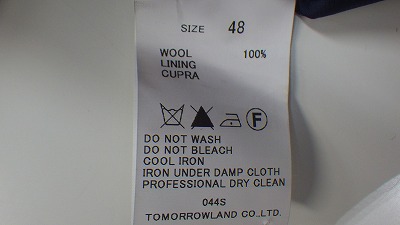 SIZE 48
WOOL 100%
LINING
CUPRA
F
DO NOT WASH
DO NOT BLEACH
COOL IRON
IRON UNDER DAMP CLOTH
PROFESSIONAL DRY CLEAN
044S
TOMORROWLAND CO.,LTD.